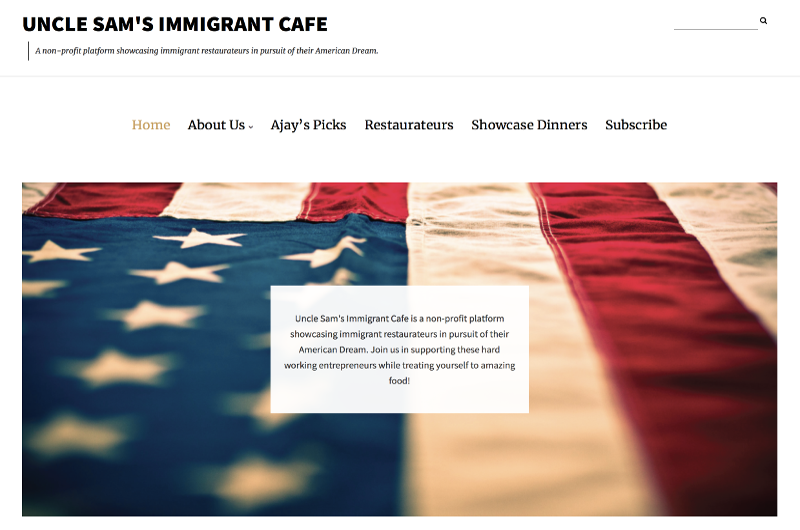 UNCLE SAM'S IMMIGRANT CAFE
A non-profit platform showcasing immigrant restaurateurs in pursuit of their American Dream.
Home About Us Ajay's Picks Restaurateurs Showcase Dinners Subscribe
Uncle Sam's Immigrant Cafe is a non-profit platform
showcasing immigrant restaurateurs in pursuit of their
American Dream. Join us in supporting these hard
working entrepreneurs while treating yourself to amazing
food!